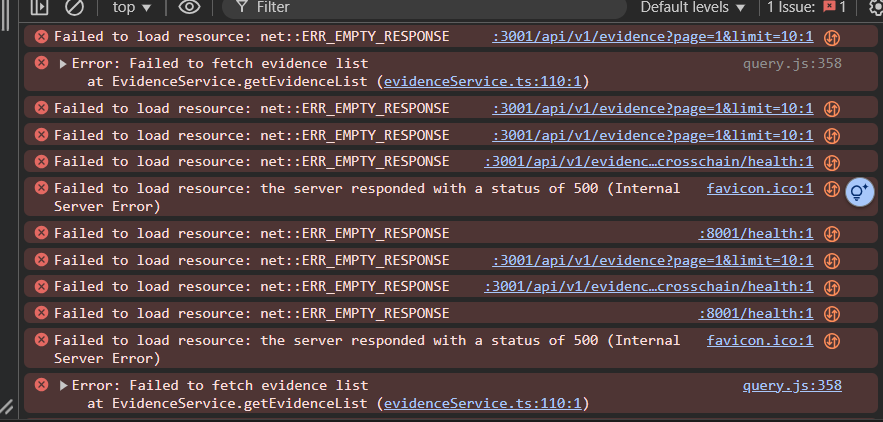 top ▼ Filter Default levels ▼ 1 Issue: 1
Failed to load resource: net::ERR_EMPTY_RESPONSE :3001/api/v1/evidence?page=1&limit=10:1
▶ Error: Failed to fetch evidence list query.js:358
at EvidenceService.getEvidenceList (evidenceService.ts:110:1)
Failed to load resource: net::ERR_EMPTY_RESPONSE :3001/api/v1/evidence?page=1&limit=10:1
Failed to load resource: net::ERR_EMPTY_RESPONSE :3001/api/v1/evidence?page=1&limit=10:1
Failed to load resource: net::ERR_EMPTY_RESPONSE :3001/api/v1/evidenc…crosschain/health:1
Failed to load resource: the server responded with a status of 500 (Internal favicon.ico:1
Server Error)
Failed to load resource: net::ERR_EMPTY_RESPONSE :8001/health:1
Failed to load resource: net::ERR_EMPTY_RESPONSE :3001/api/v1/evidence?page=1&limit=10:1
Failed to load resource: net::ERR_EMPTY_RESPONSE :3001/api/v1/evidenc…crosschain/health:1
Failed to load resource: net::ERR_EMPTY_RESPONSE :8001/health:1
Failed to load resource: the server responded with a status of 500 (Internal favicon.ico:1
Server Error)
▶ Error: Failed to fetch evidence list query.js:358
at EvidenceService.getEvidenceList (evidenceService.ts:110:1)